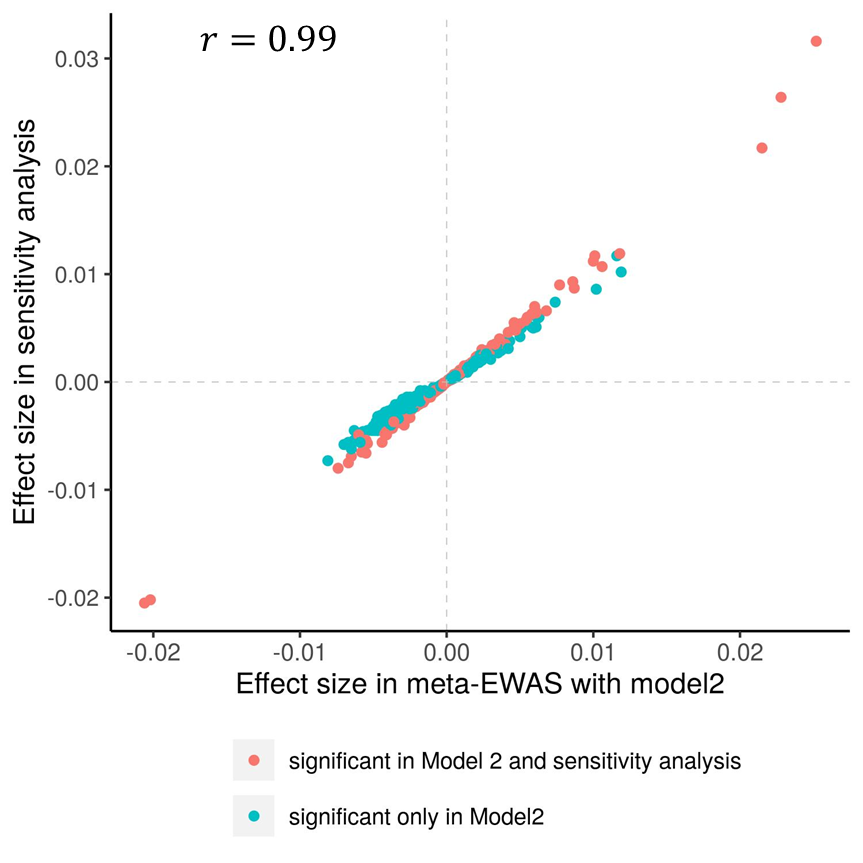 r = 0.99
Effect size in sensitivity analysis
0.03
0.02
0.01
0.00
-0.01
-0.02
-0.02 -0.01 0.00 0.01 0.02
Effect size in meta-EWAS with model2
significant in Model 2 and sensitivity analysis
significant only in Model2